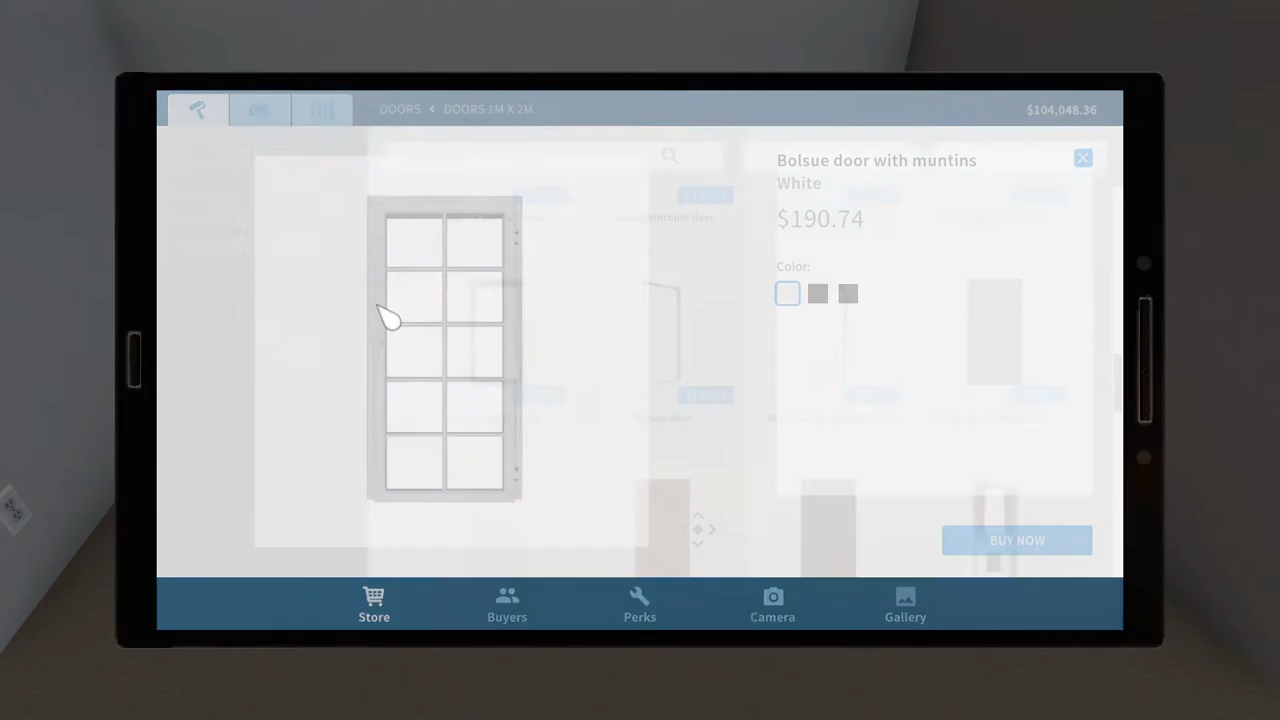 DOORS < DOORS 1M X 2M
$104,048.36
Bolsue door with muntins
White
$190.74
Color:
BUY NOW
Store
Buyers
Perks
Camera
Gallery